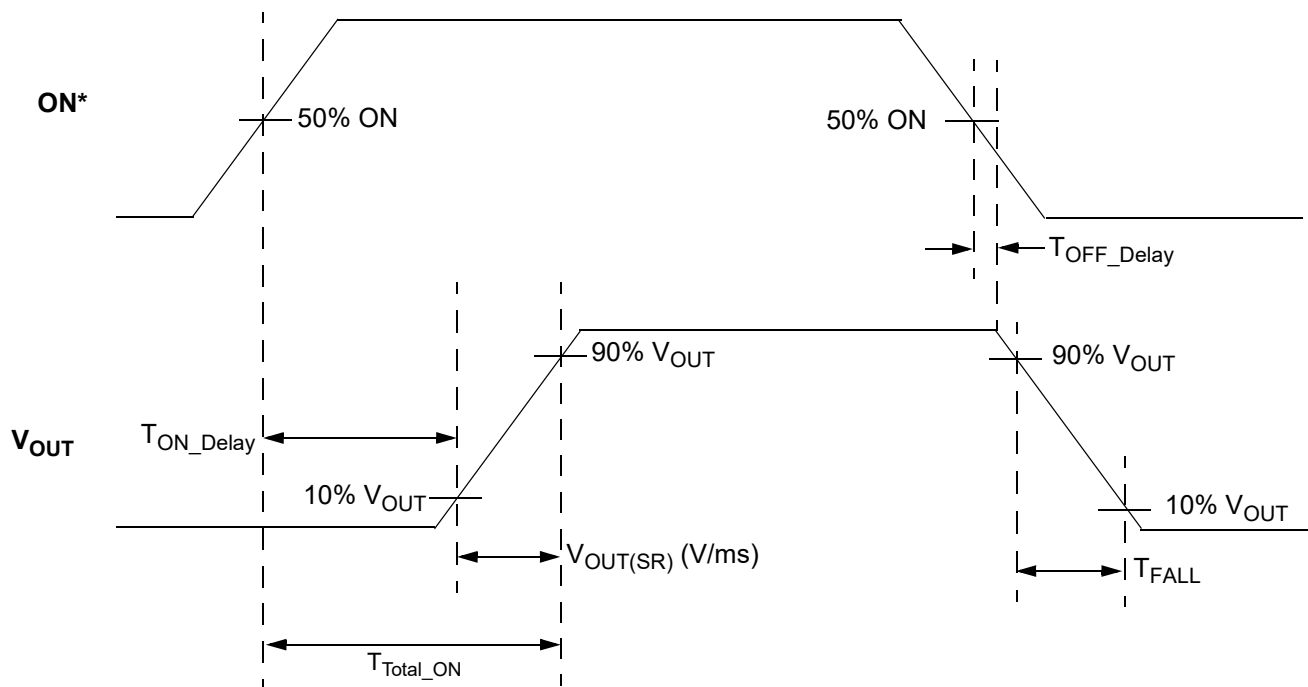 ON*
50% ON
50% ON
TOFF_Delay
90% VOUT
90% VOUT
VOUT
TON_Delay
10% VOUT
10% VOUT
VOUT(SR) (V/ms)
TFALL
TTotal_ON